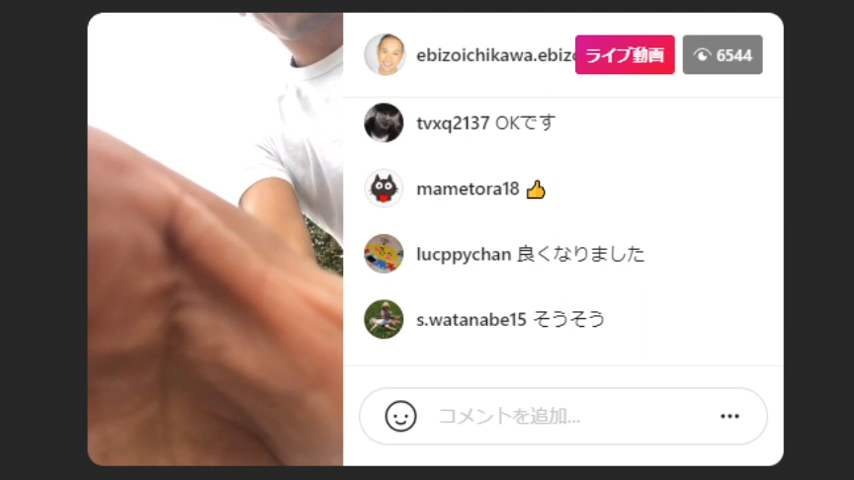 ebizoichikawa.ebiz
ライブ動画
6544
tvxq2137 OKです
mametora18 👍
lucppychan 良くなりました
s.watanabe15 そうそう
コメントを追加...